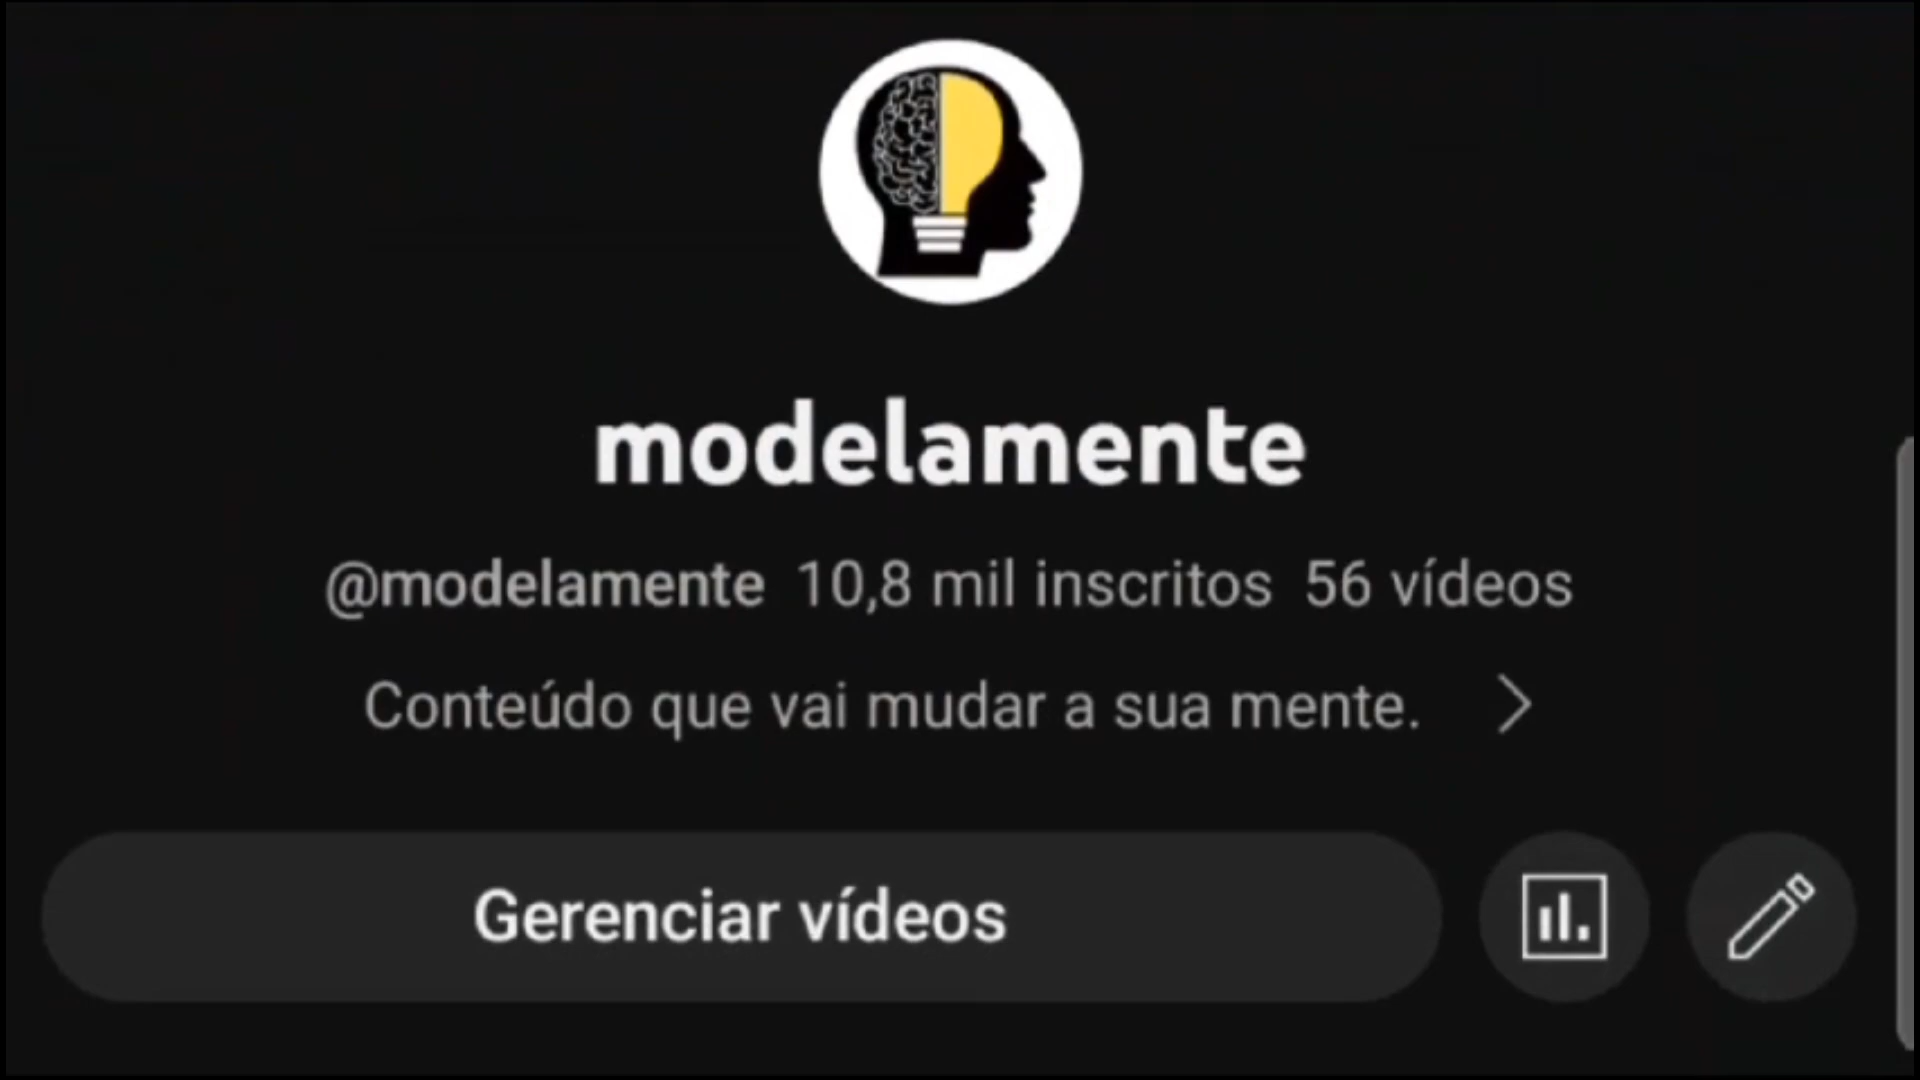 modelamente
@modelamente 10,8 mil inscritos 56 vídeos
Conteúdo que vai mudar a sua mente.
Gerenciar vídeos